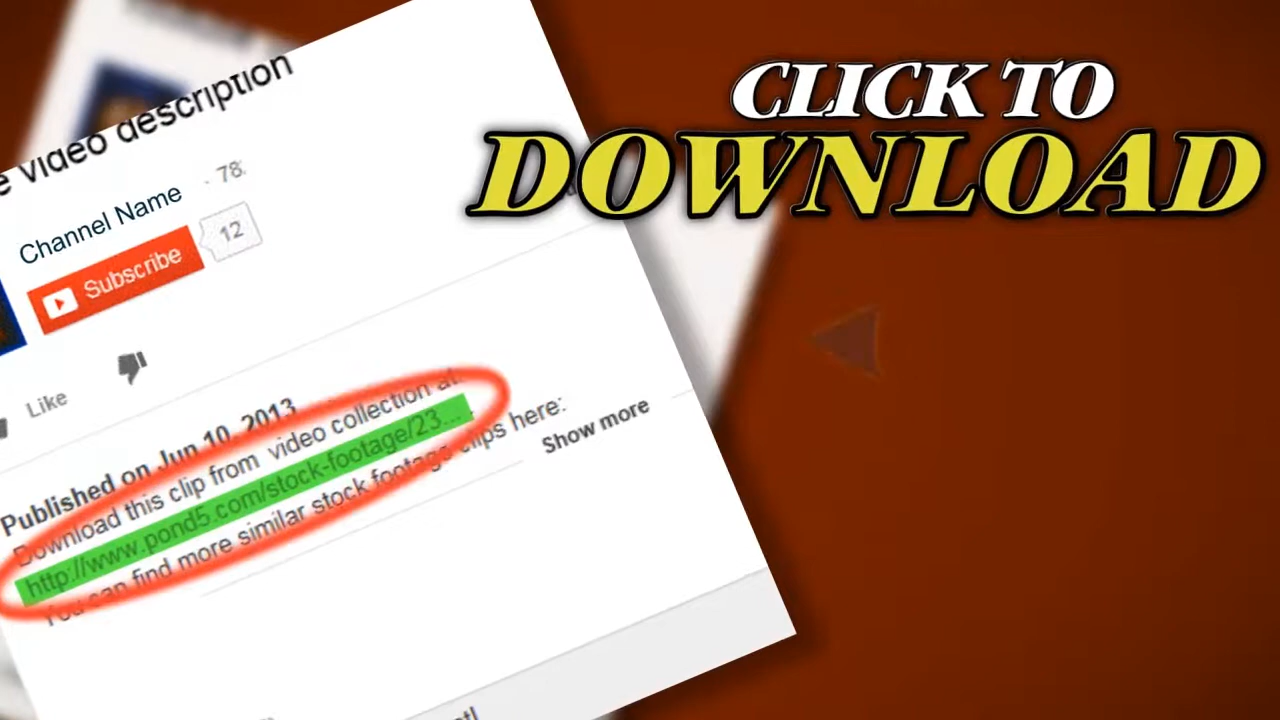 CLICK TO
DOWNLOAD
video description
Channel Name
78
Subscribe
12
Like
Published on Jun 10, 2013
Download this clip from video collection at
http://www.pond5.com/stock-footage/23...
You can find more similar stock footage clips here:
Show more